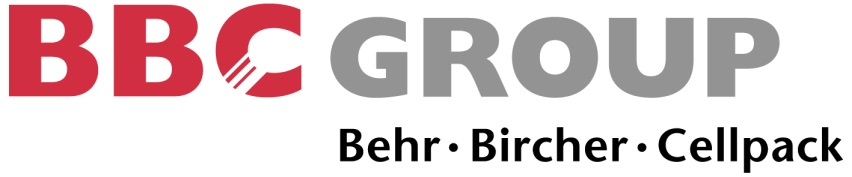 BBC GROUP
Behr · Bircher · Cellpack